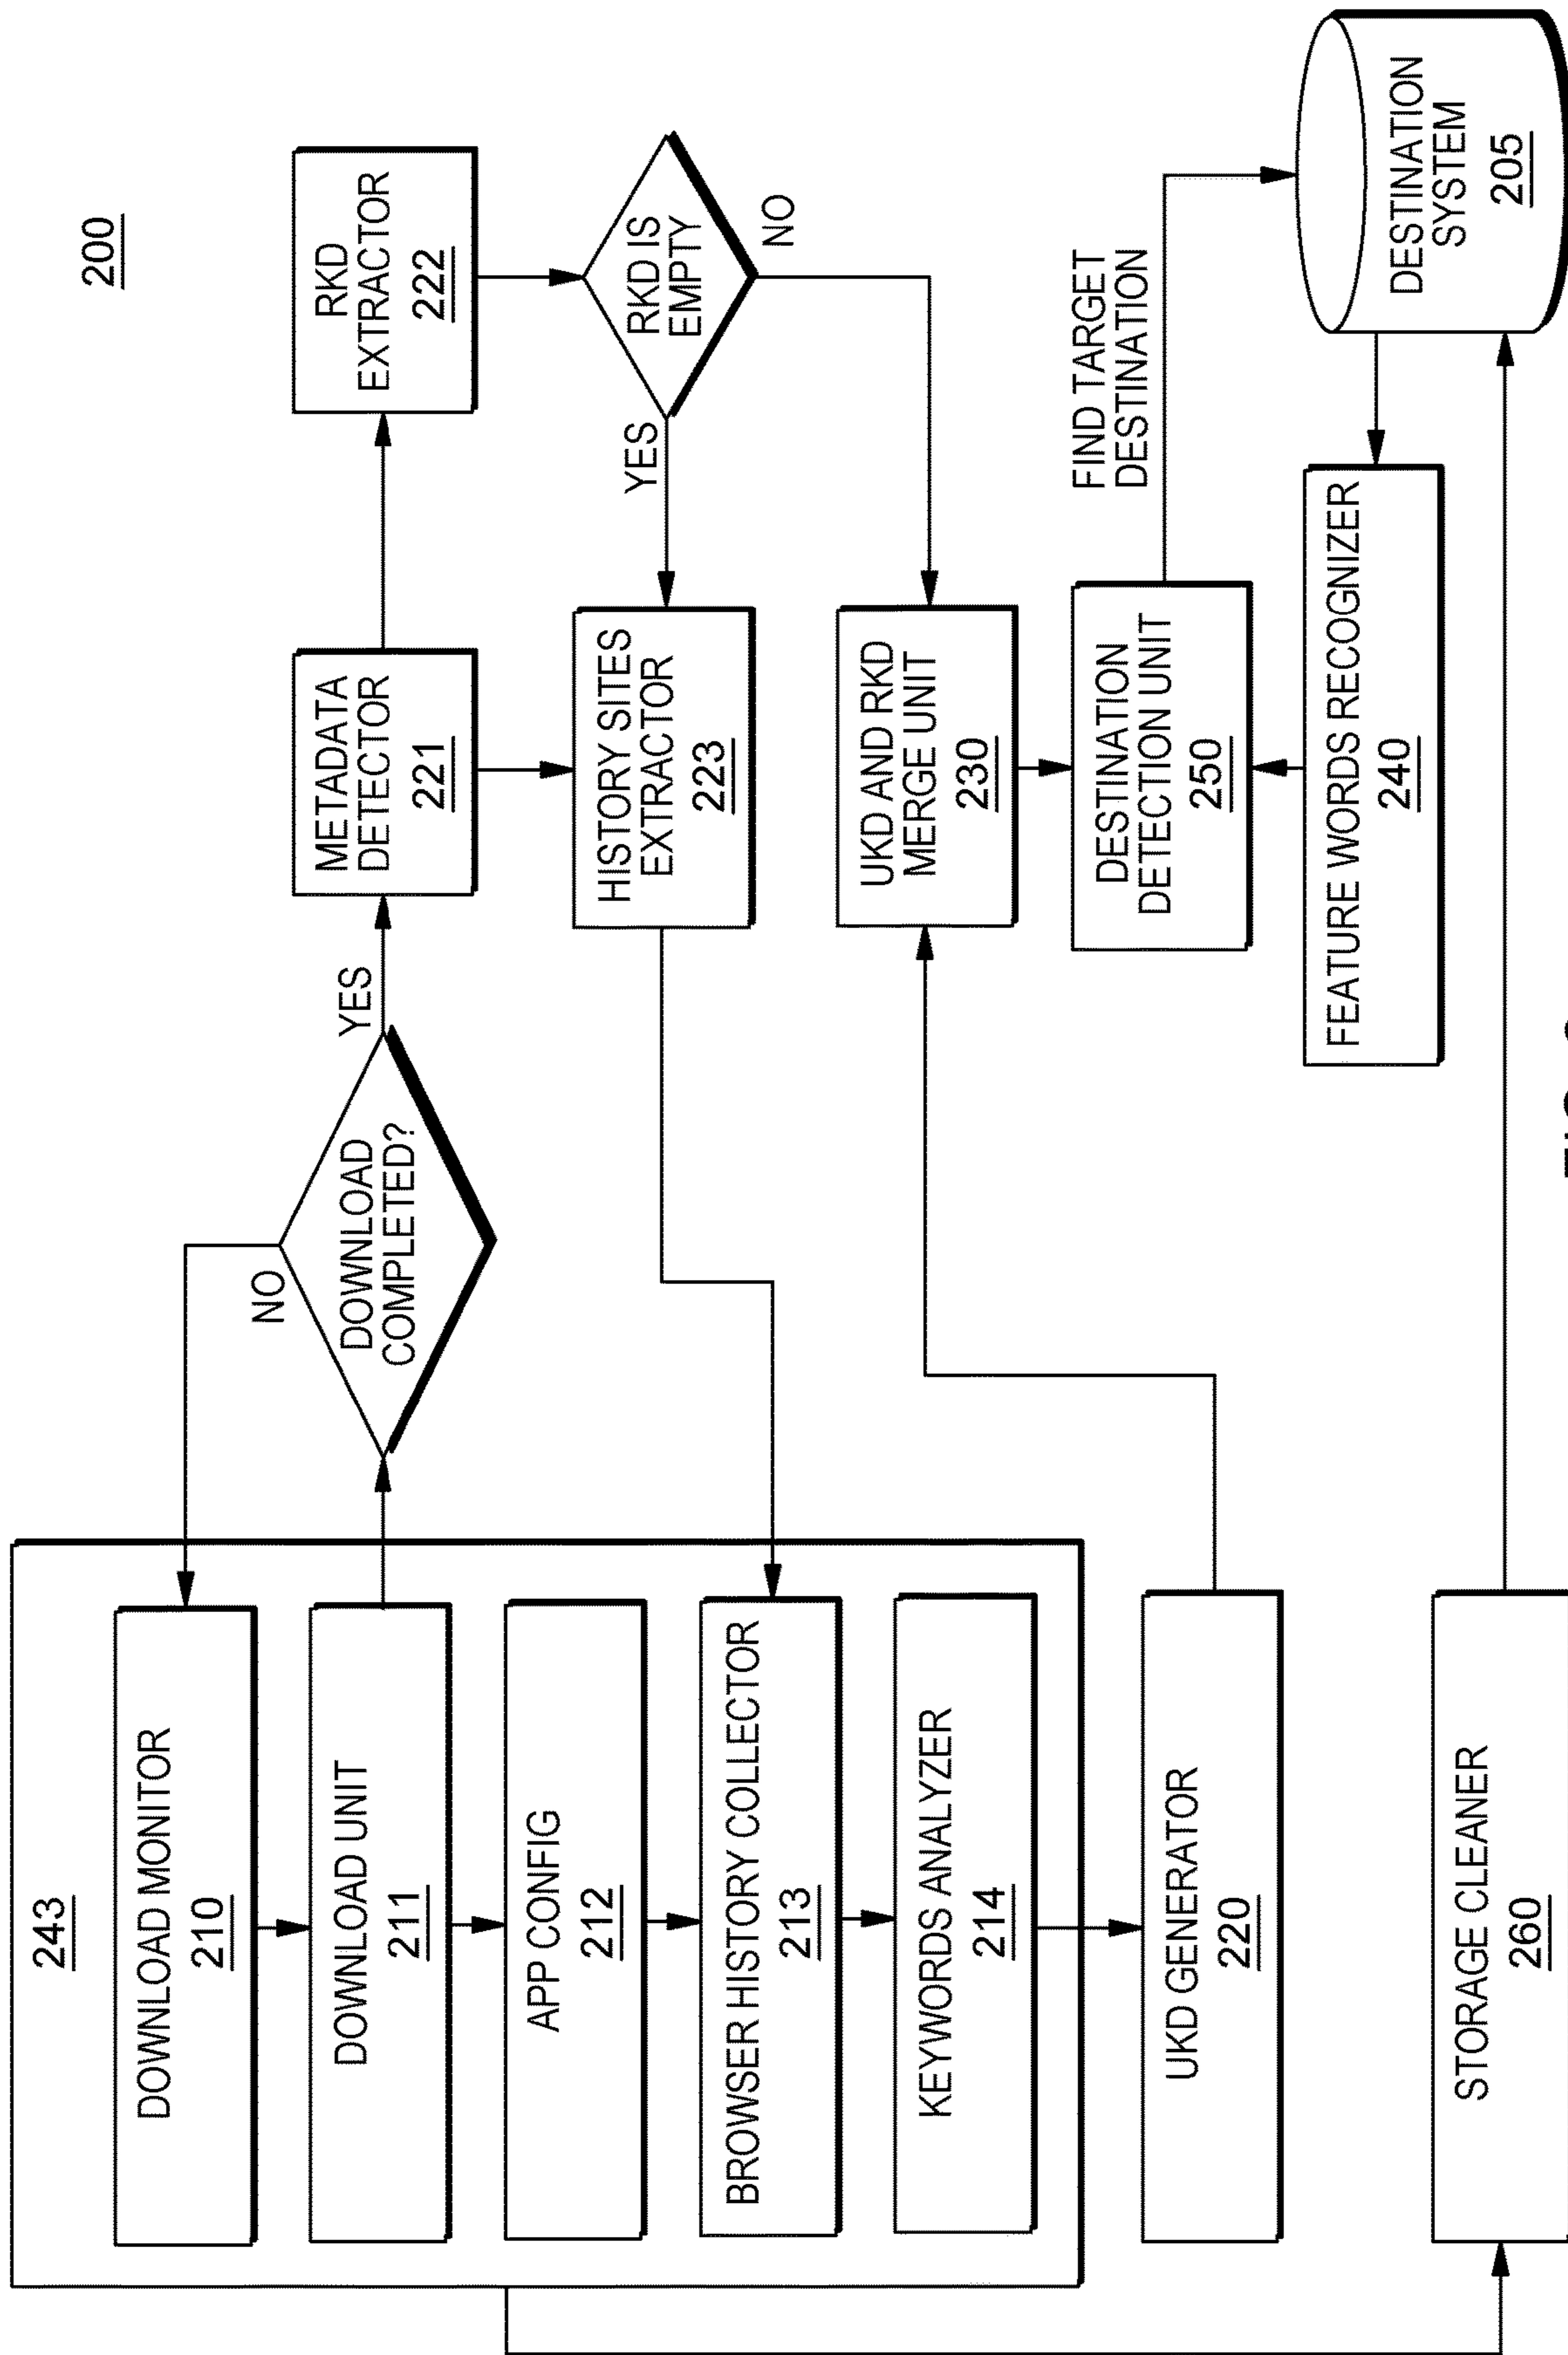 200
243
DOWNLOAD MONITOR
210
DOWNLOAD UNIT
211
APP CONFIG
212
BROWSER HISTORY COLLECTOR
213
KEYWORDS ANALYZER
214
UKD GENERATOR
220
STORAGE CLEANER
260
NO
DOWNLOAD
COMPLETED?
YES
METADATA
DETECTOR
221
RKD
EXTRACTOR
222
HISTORY SITES
EXTRACTOR
223
YES
RKD IS
EMPTY
NO
UKD AND RKD
MERGE UNIT
230
DESTINATION
DETECTION UNIT
250
FIND TARGET
DESTINATION
FEATURE WORDS RECOGNIZER
240
DESTINATION
SYSTEM
205